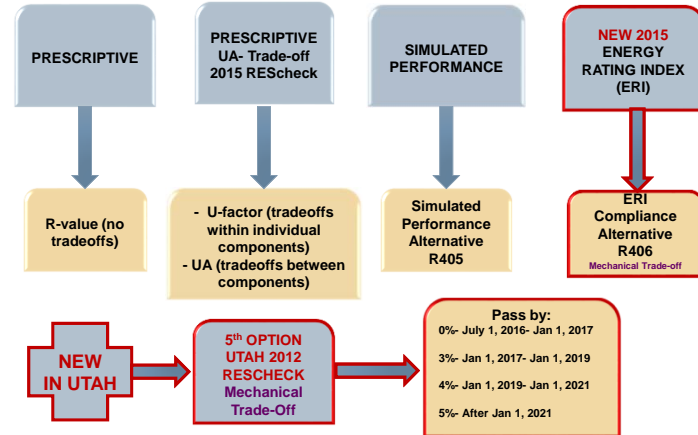 PRESCRIPTIVE
PRESCRIPTIVE
UA- Trade-off
2015 REScheck
SIMULATED
PERFORMANCE
NEW 2015
ENERGY
RATING INDEX
(ERI)
R-value (no
tradeoffs)
- U-factor (tradeoffs
within individual
components)
- UA (tradeoffs between
components)
Simulated
Performance
Alternative
R405
ERI
Compliance
Alternative
R406
Mechanical Trade-off
NEW
IN UTAH
5th OPTION
UTAH 2012
RESCHECK
Mechanical
Trade-Off
Pass by:
0%- July 1, 2016- Jan 1, 2017
3%- Jan 1, 2017- Jan 1, 2019
4%- Jan 1, 2019- Jan 1, 2021
5%- After Jan 1, 2021